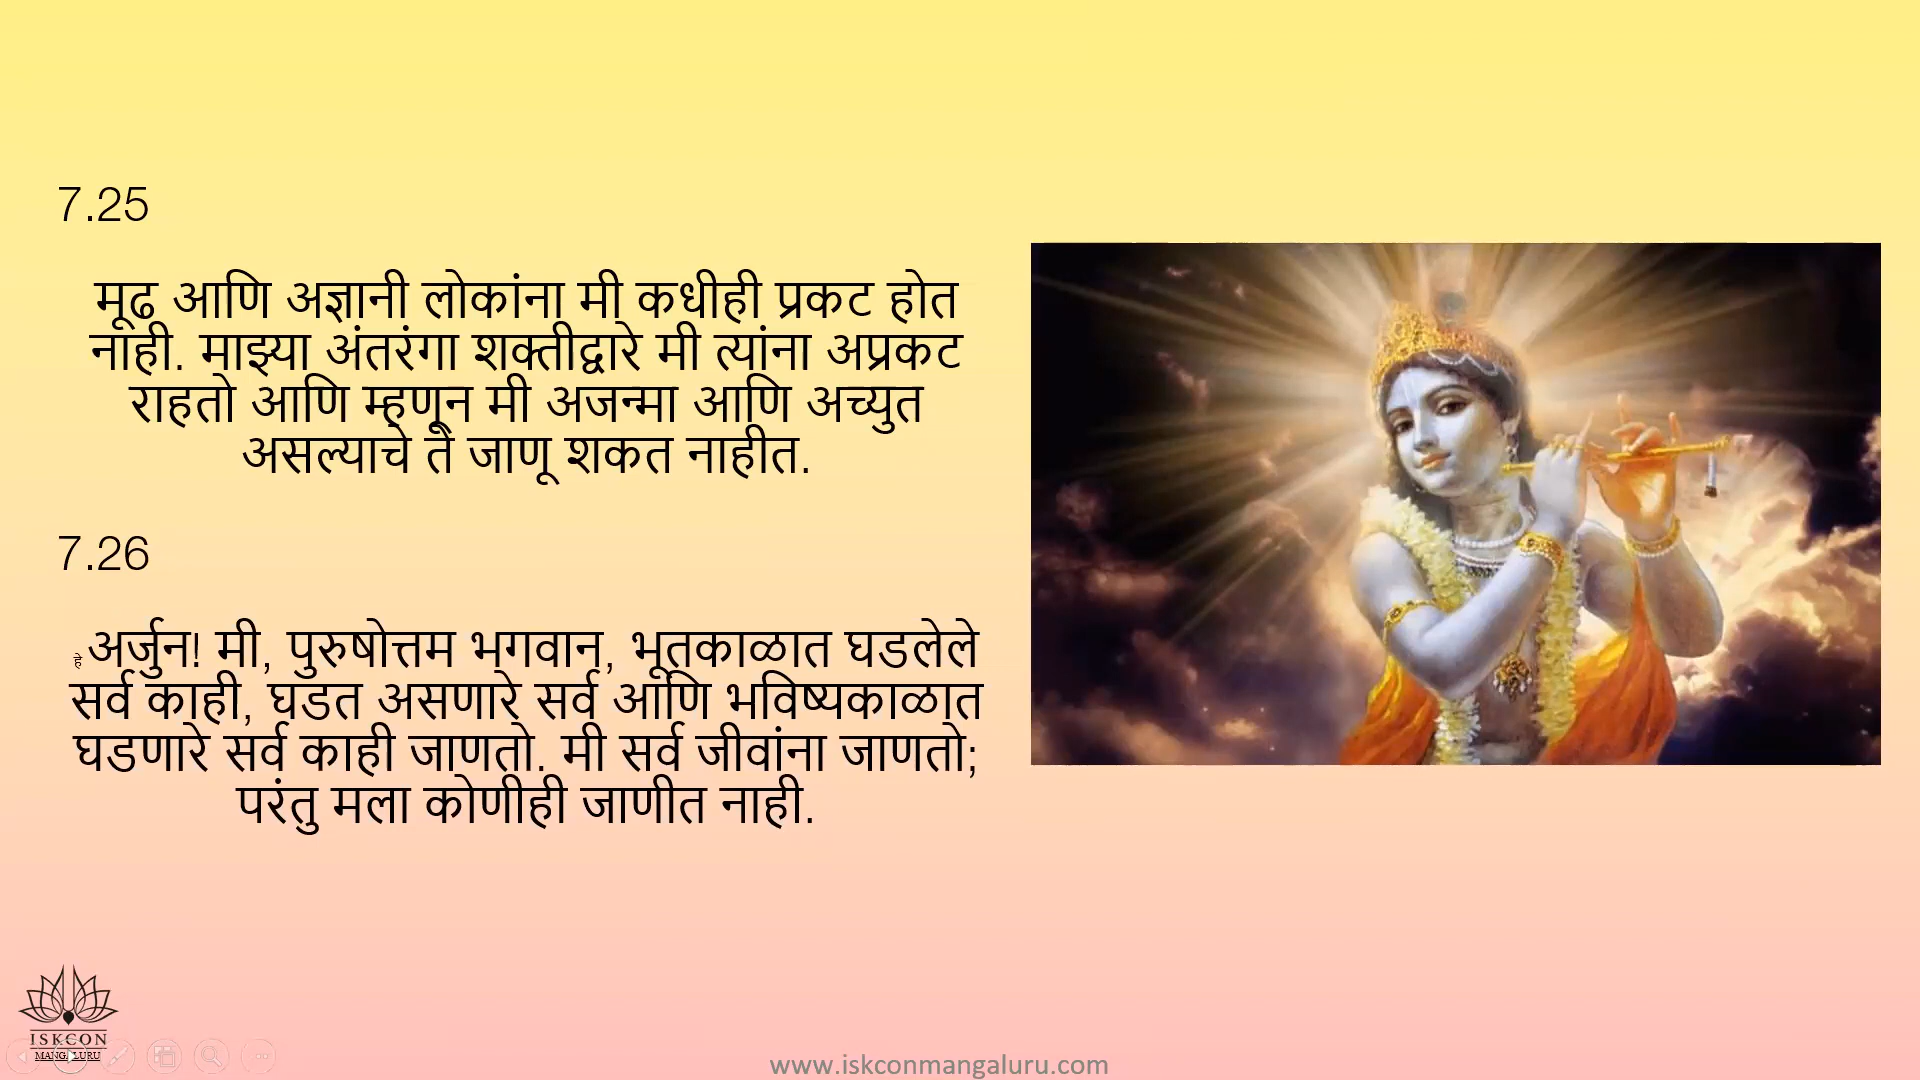 7.25
मूढ आणि अज्ञानी लोकांना मी कधीही प्रकट होत
नाही. माझ्या अंतरंगा शक्तीद्वारे मी त्यांना अप्रकट
राहतो आणि म्हणून मी अजन्मा आणि अच्युत
असल्याचे ते जाणू शकत नाहीत.
7.26
हे अर्जुन! मी, पुरुषोत्तम भगवान, भूतकाळात घडलेले
सर्व काही, घडत असणारे सर्व आणि भविष्यकाळात
घडणारे सर्व काही जाणतो. मी सर्व जीवांना जाणतो;
परंतु मला कोणीही जाणीत नाही.
ISKCON
MANGALURU
www.iskconmangaluru.com